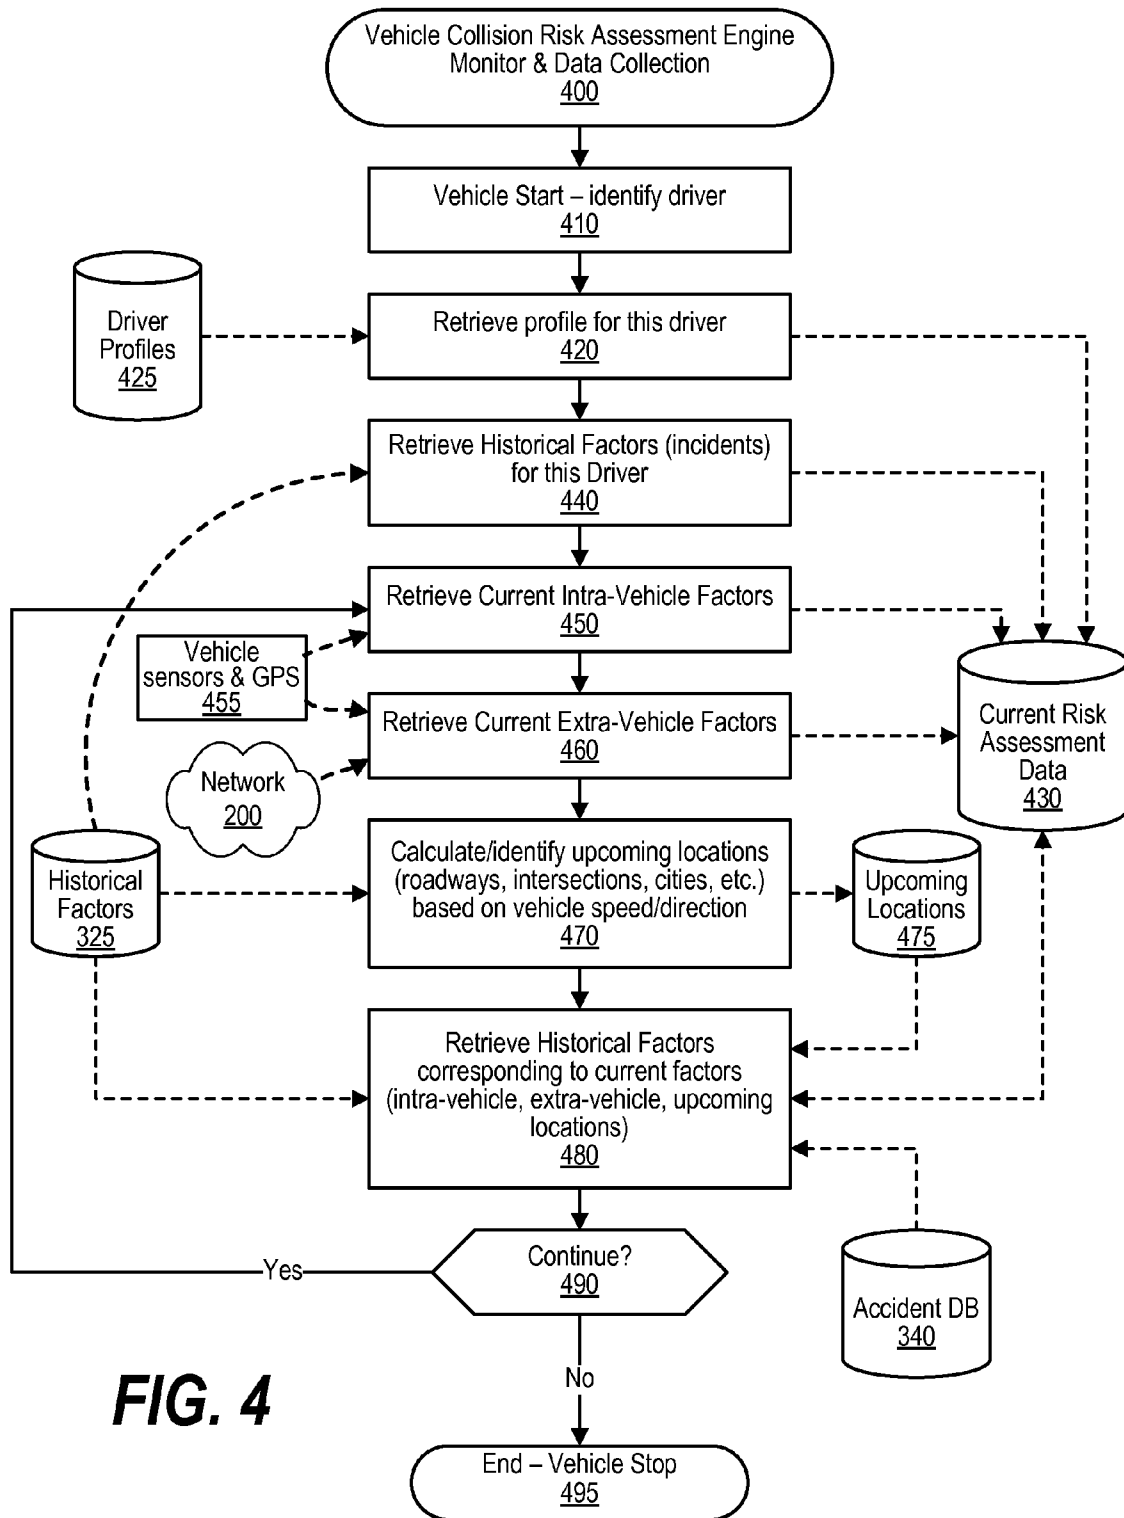 Vehicle Collision Risk Assessment Engine
Monitor & Data Collection
400
Vehicle Start – identify driver
410
Driver
Profiles
425
Retrieve profile for this driver
420
Retrieve Historical Factors (incidents)
for this Driver
440
Retrieve Current Intra-Vehicle Factors
450
Vehicle
sensors & GPS
455
Retrieve Current Extra-Vehicle Factors
460
Current Risk
Assessment
Data
430
Network
200
Historical
Factors
325
Calculate/identify upcoming locations
(roadways, intersections, cities, etc.)
based on vehicle speed/direction
470
Upcoming
Locations
475
Retrieve Historical Factors
corresponding to current factors
(intra-vehicle, extra-vehicle, upcoming
locations)
480
Yes
Continue?
490
Accident DB
340
No
FIG. 4
End – Vehicle Stop
495